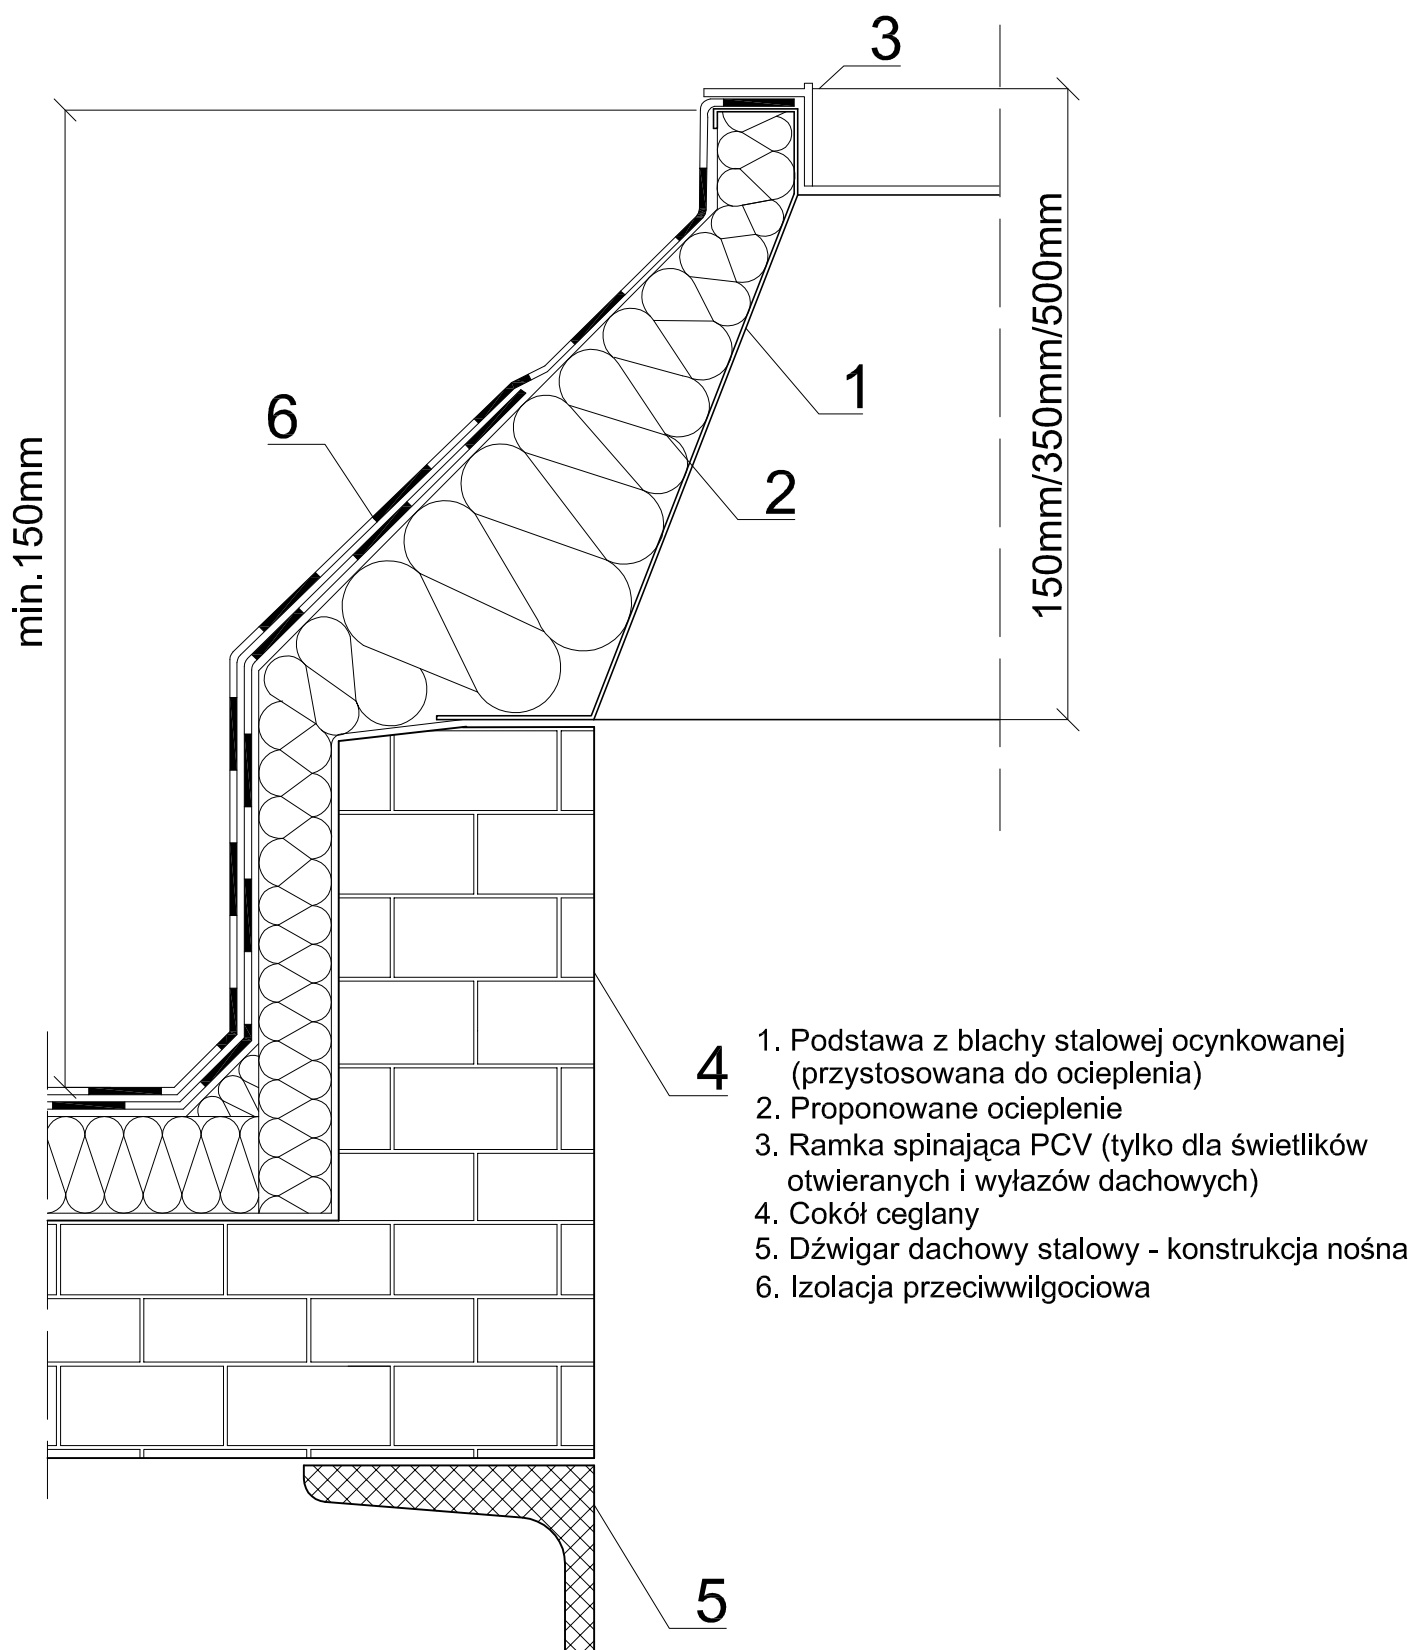 3
min.150mm
150mm/350mm/500mm
1
6
2
4
1. Podstawa z blachy stalowej ocynkowanej
(przystosowana do ocieplenia)
2. Proponowane ocieplenie
3. Ramka spinająca PCV (tylko dla świetlików
otwieranych i wyłazów dachowych)
4. Cokół ceglany
5. Dźwigar dachowy stalowy - konstrukcja nośna
6. Izolacja przeciwwilgociowa
5